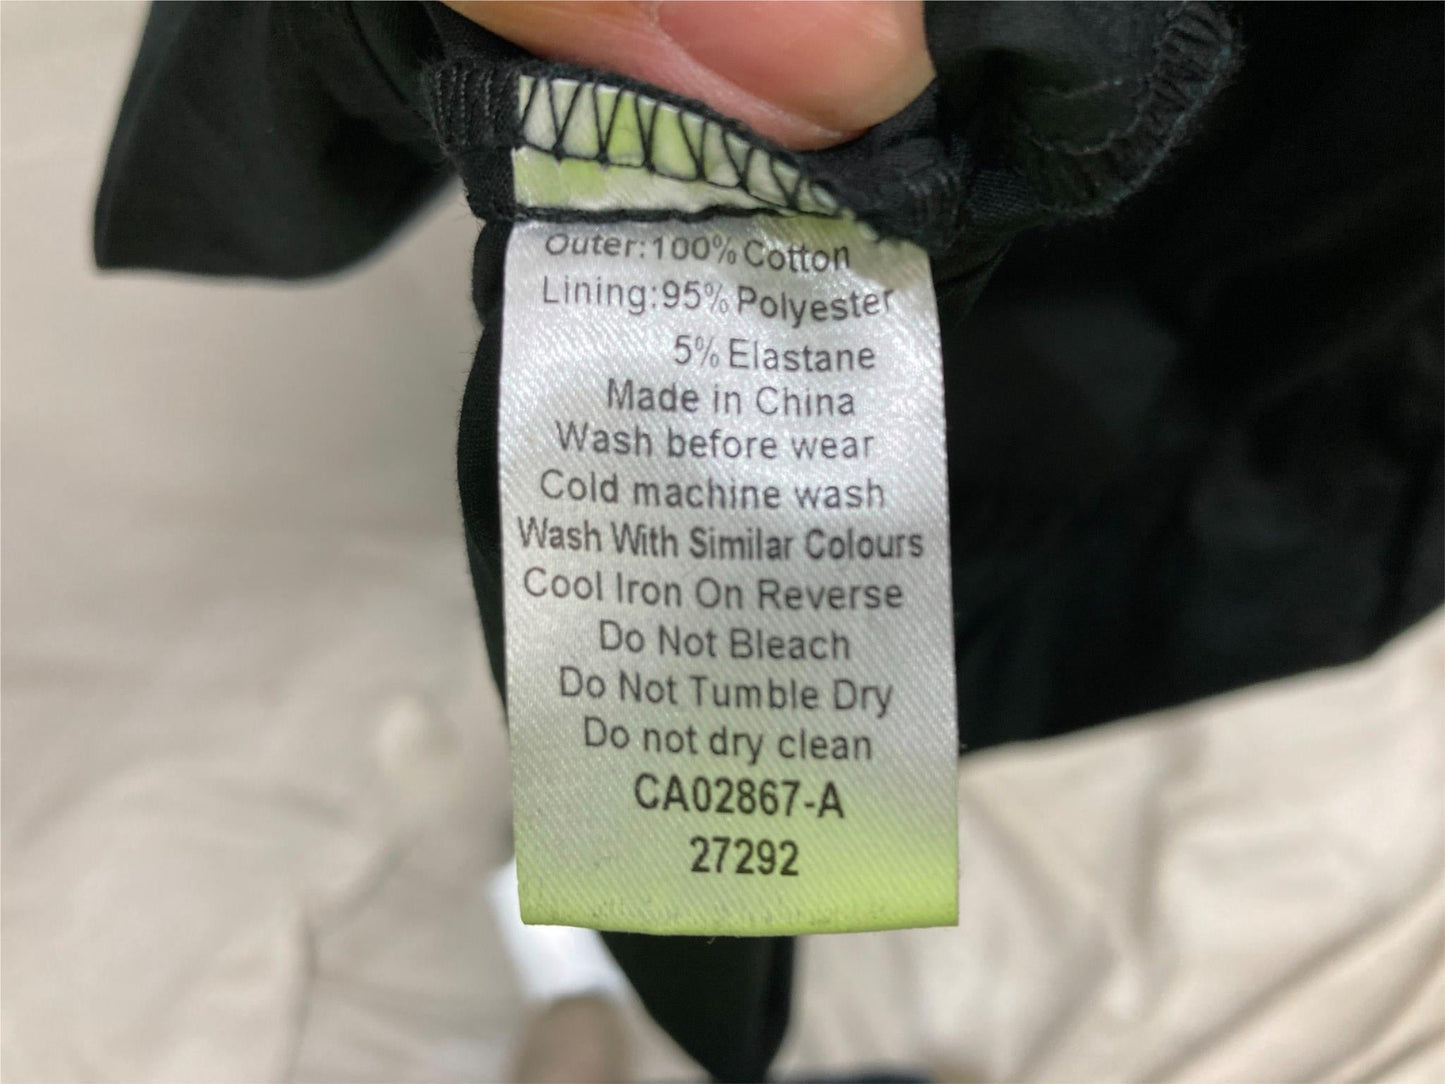 Outer:100% Cotton
Lining:95% Polyester
5% Elastane
Made in China
Wash before wear
Cold machine wash
Wash With Similar Colours
Cool Iron On Reverse
Do Not Bleach
Do Not Tumble Dry
Do not dry clean
CA02867-A
27292